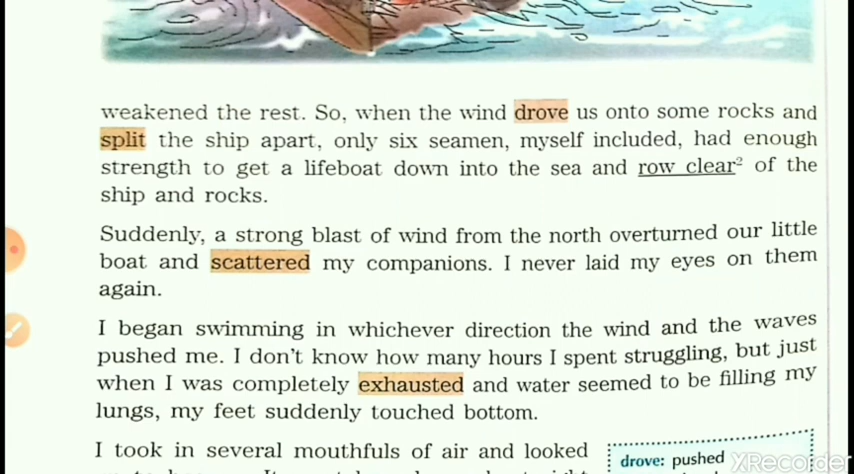 weakened the rest. So, when the wind drove us onto some rocks and
split the ship apart, only six seamen, myself included, had enough
strength to get a lifeboat down into the sea and row clear² of the
ship and rocks.
Suddenly, a strong blast of wind from the north overturned our little
boat and scattered my companions. I never laid my eyes on them
again.
I began swimming in whichever direction the wind and the waves
pushed me. I don't know how many hours I spent struggling, but just
when I was completely exhausted and water seemed to be filling my
lungs, my feet suddenly touched bottom.
I took in several mouthfuls of air and looked
drove: pushed
XRecorder